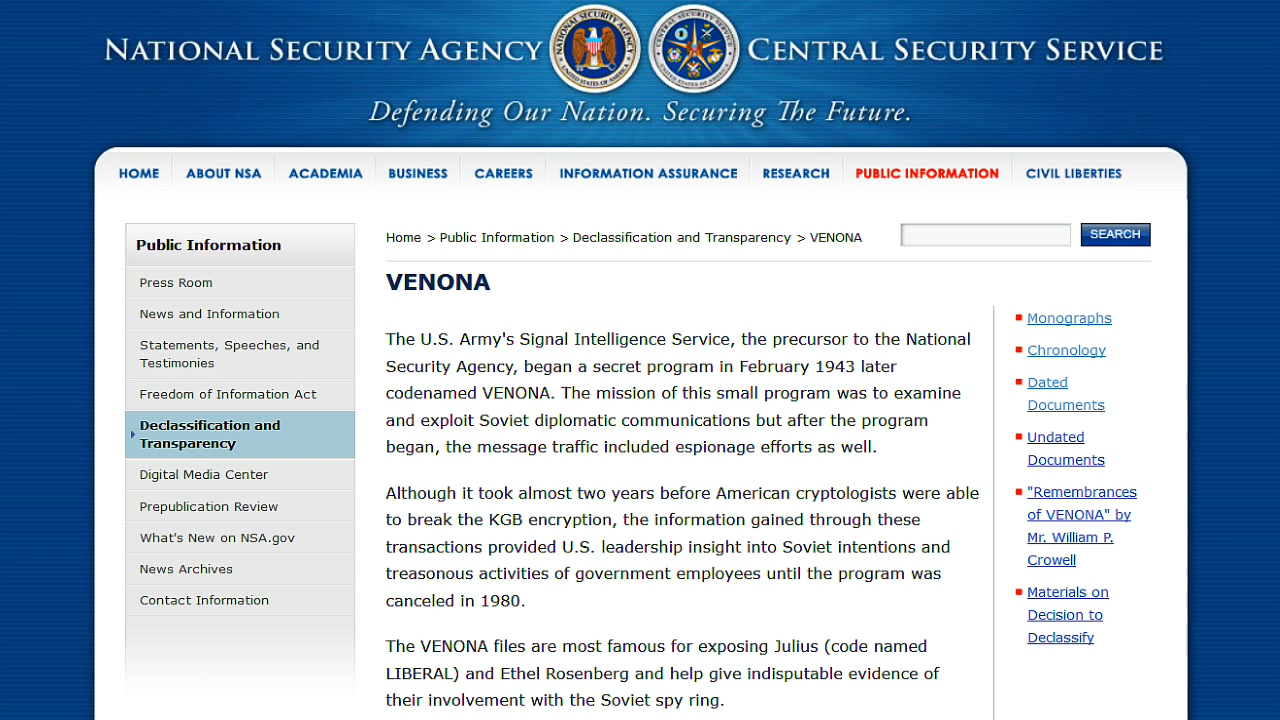 NATIONAL SECURITY AGENCY CENTRAL SECURITY SERVICE
Defending Our Nation. Securing The Future.
HOME ABOUT NSA ACADEMIA BUSINESS CAREERS INFORMATION ASSURANCE RESEARCH PUBLIC INFORMATION CIVIL LIBERTIES
Public Information
Press Room
News and Information
Statements, Speeches, and
Testimonies
Freedom of Information Act
Declassification and
Transparency
Digital Media Center
Prepublication Review
What's New on NSA.gov
News Archives
Contact Information
Home > Public Information > Declassification and Transparency > VENONA
SEARCH
VENONA
The U.S. Army's Signal Intelligence Service, the precursor to the National
Security Agency, began a secret program in February 1943 later
codenamed VENONA. The mission of this small program was to examine
and exploit Soviet diplomatic communications but after the program
began, the message traffic included espionage efforts as well.
Although it took almost two years before American cryptologists were able
to break the KGB encryption, the information gained through these
transactions provided U.S. leadership insight into Soviet intentions and
treasonous activities of government employees until the program was
canceled in 1980.
The VENONA files are most famous for exposing Julius (code named
LIBERAL) and Ethel Rosenberg and help give indisputable evidence of
their involvement with the Soviet spy ring.
Monographs
Chronology
Dated
Documents
Undated
Documents
"Remembrances
of VENONA" by
Mr. William P.
Crowell
Materials on
Decision to
Declassify